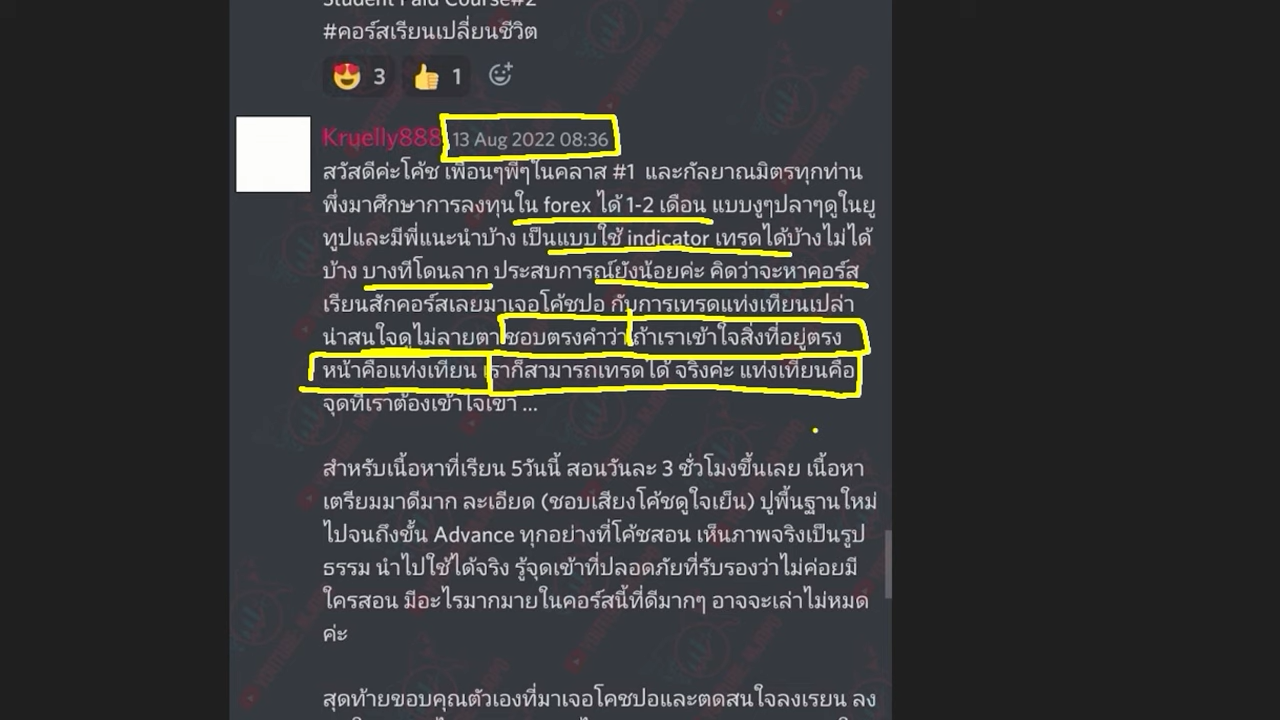 Student Paid Course#2
#คอร์สเรียนเปลี่ยนชีวิต
3 1
Kruelly888 13 Aug 2022 08:36
สวัสดีค่ะโค้ช เพื่อนๆพี่ๆในคลาส #1 และกัลยาณมิตรทุกท่าน
พึ่งมาศึกษาการลงทุนใน forex ได้ 1-2 เดือน แบบงูๆปลาๆดูในยู
ทูปและมีพี่แนะนำบ้าง เป็นแบบใช้ indicator เทรดได้บ้างไม่ได้
บ้าง บางทีโดนลาก ประสบการณ์ยังน้อยค่ะ คิดว่าจะหาคอร์ส
เรียนสักคอร์สเลยมาเจอโค้ชปอ กับการเทรดแท่งเทียนเปล่า
น่าสนใจดูไม่ลายตา ชอบตรงคำว่า ถ้าเราเข้าใจสิ่งที่อยู่ตรง
หน้าคือแท่งเทียน เราก็สามารถเทรดได้ จริงค่ะ แท่งเทียนคือ
จุดที่เราต้องเข้าใจเขา ...
สำหรับเนื้อหาที่เรียน 5วันนี้ สอนวันละ 3 ชั่วโมงขึ้นเลย เนื้อหา
เตรียมมาดีมาก ละเอียด (ชอบเสียงโค้ชดูใจเย็น) ปูพื้นฐานใหม่
ไปจนถึงขั้น Advance ทุกอย่างที่โค้ชสอน เห็นภาพจริงเป็นรูป
ธรรม นำไปใช้ได้จริง รู้จุดเข้าที่ปลอดภัยที่รับรองว่าไม่ค่อยมี
ใครสอน มีอะไรมากมายในคอร์สนี้ที่ดีมากๆ อาจจะเล่าไม่หมด
ค่ะ
สุดท้ายขอบคุณตัวเองที่มาเจอโค้ชปอและตัดสินใจลงเรียน ลง